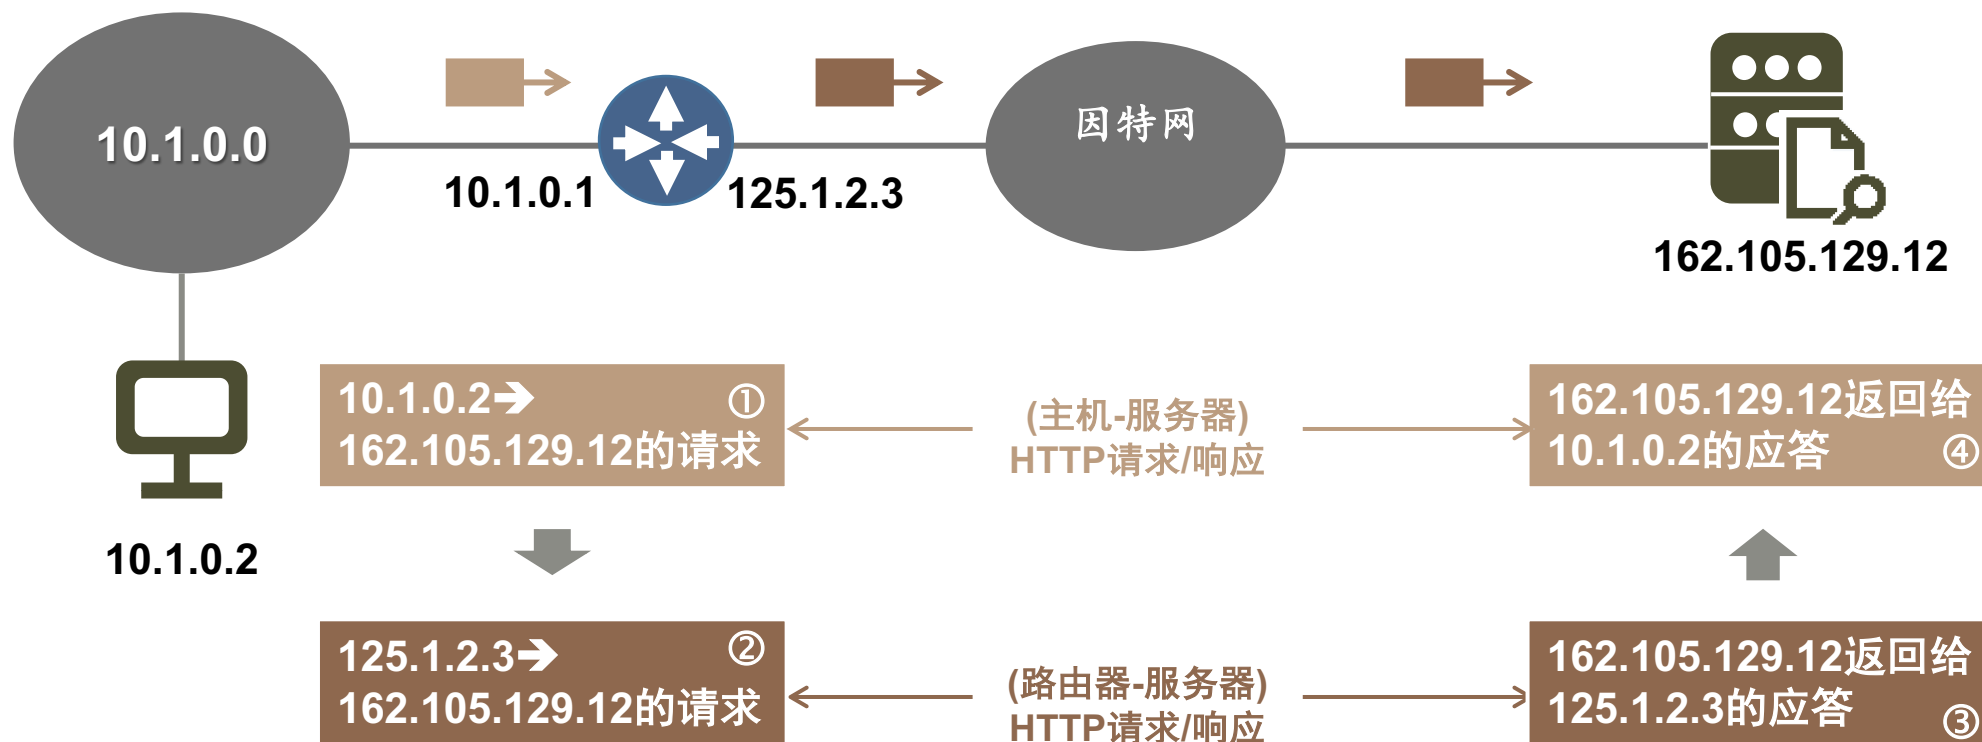 10.1.0.0
因特网
10.1.0.1
125.1.2.3
162.105.129.12
10.1.0.2
10.1.0.2➔ ①
162.105.129.12的请求
(主机-服务器)
HTTP请求/响应
162.105.129.12返回给
10.1.0.2的应答 ④
125.1.2.3➔ ②
162.105.129.12的请求
(路由器-服务器)
HTTP请求/响应
162.105.129.12返回给
125.1.2.3的应答 ③